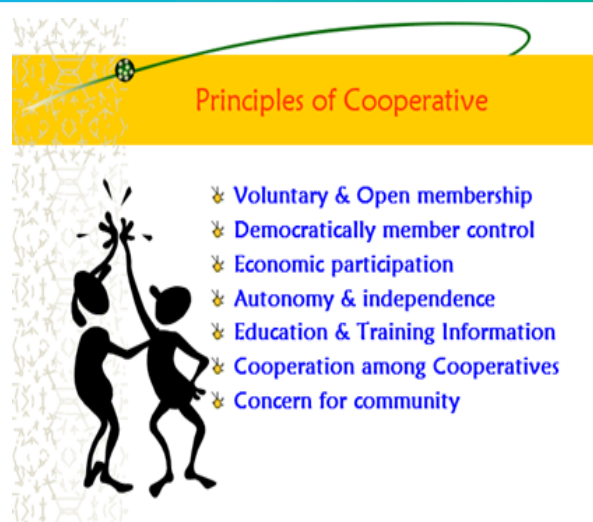 Principles of Cooperative
Voluntary & Open membership
Democratically member control
Economic participation
Autonomy & independence
Education & Training Information
Cooperation among Cooperatives
Concern for community